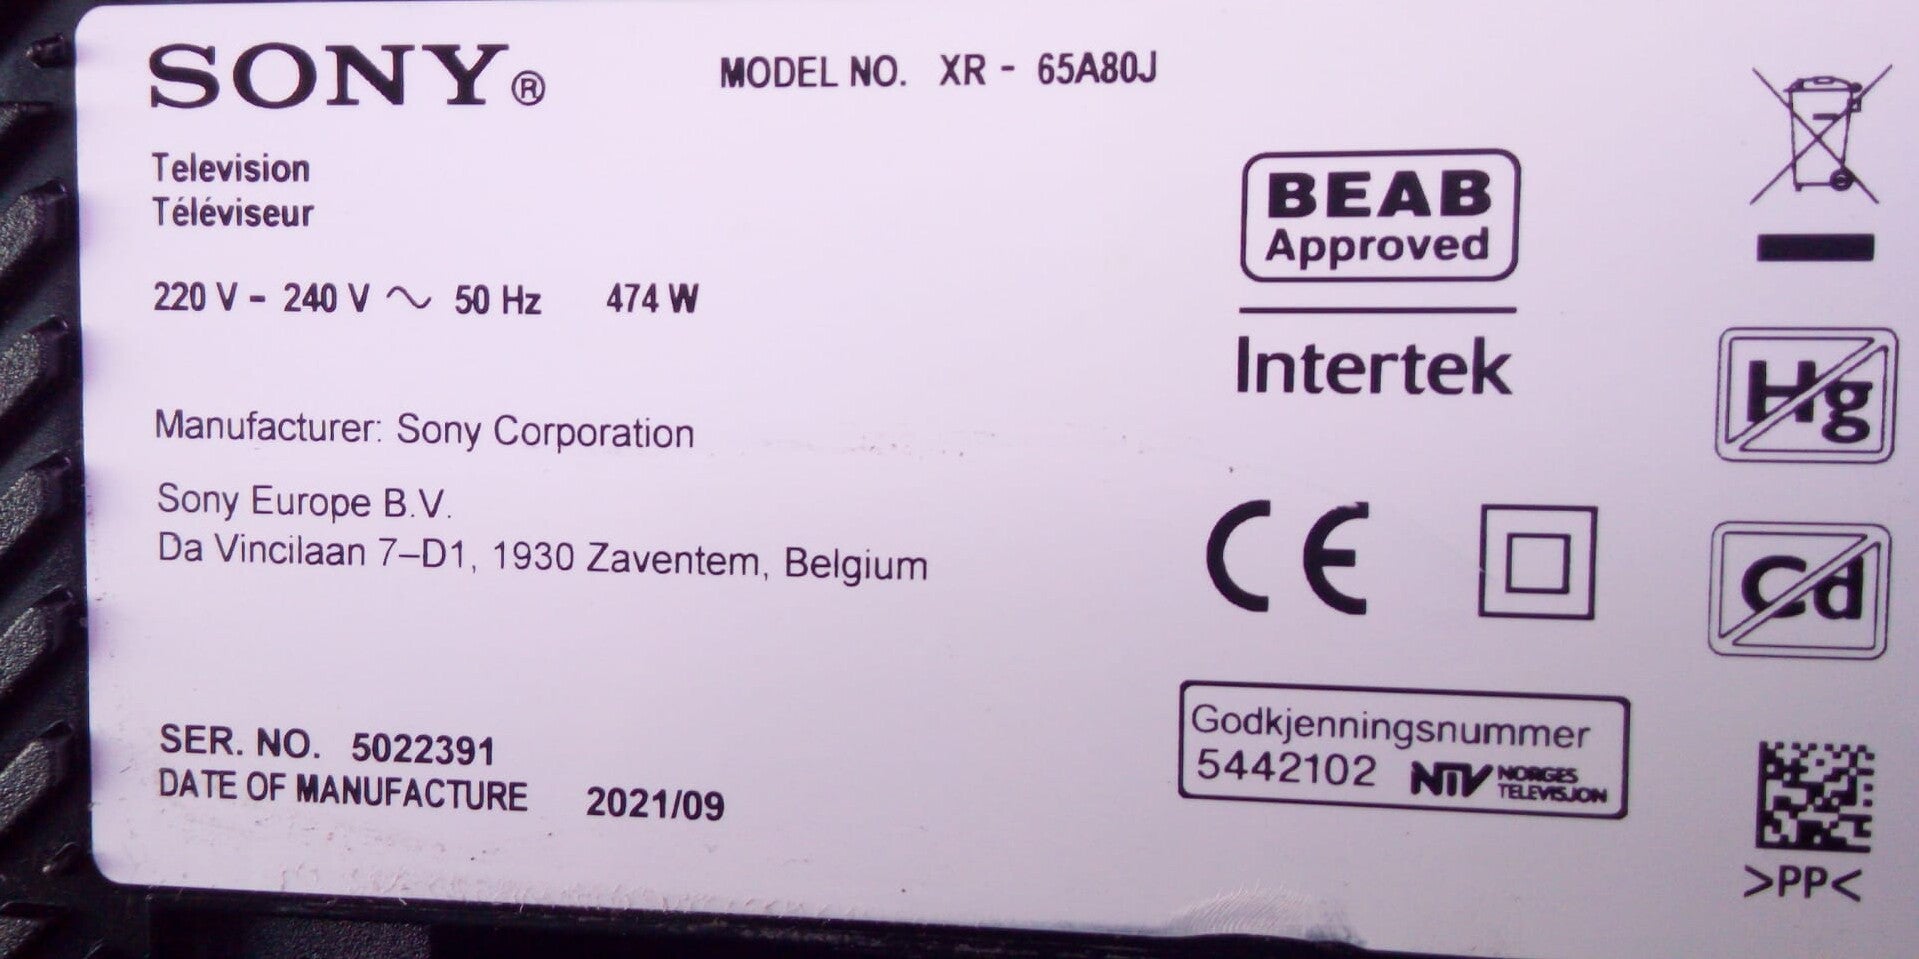 SONY®
MODEL NO. XR - 65A80J
Television
Téléviseur
220 V - 240 V ~ 50 Hz 474 W
BEAB
Approved
Intertek
Manufacturer: Sony Corporation
Sony Europe B.V.
Da Vincilaan 7–D1, 1930 Zaventem, Belgium
Hg
CE
Cd
SER. NO. 5022391
DATE OF MANUFACTURE 2021/09
Godkjenningsnummer
5442102 NTV NORGES
TELEVISJON
>PP<